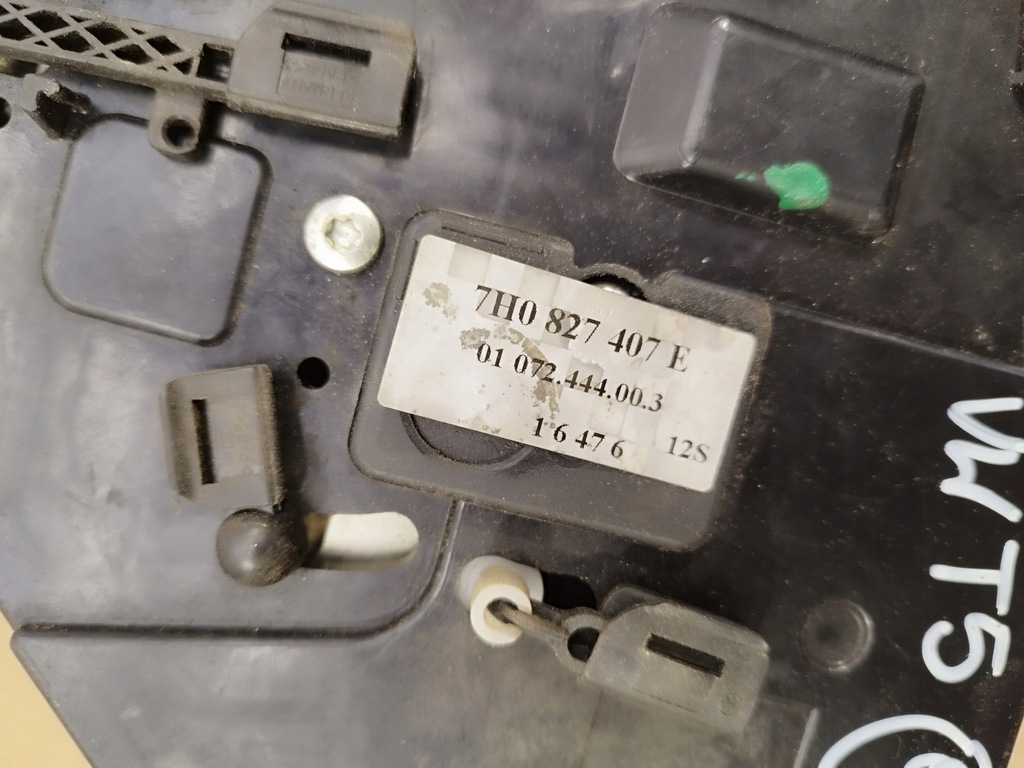 7H0 827 407 E
01 072.444.00.3
1 6 47 6 12S
VW T5